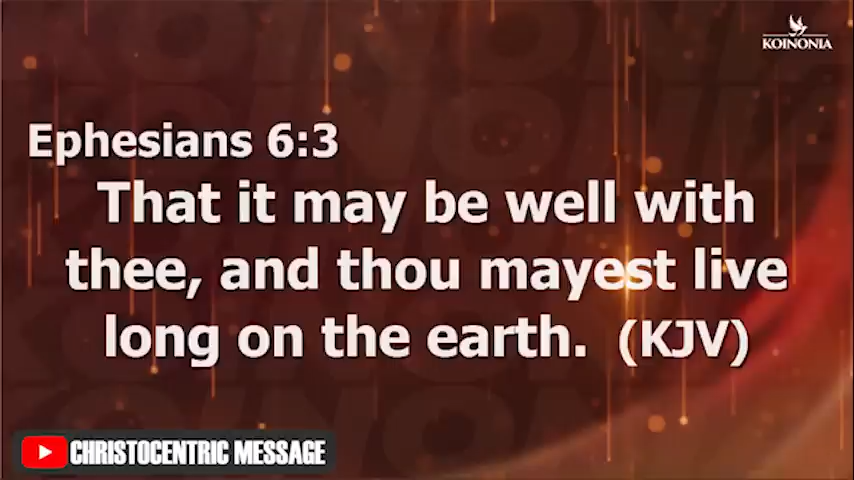 KOINONIA
Ephesians 6:3
That it may be well with
thee, and thou mayest live
long on the earth. (KJV)
CHRISTOCENTRIC MESSAGE